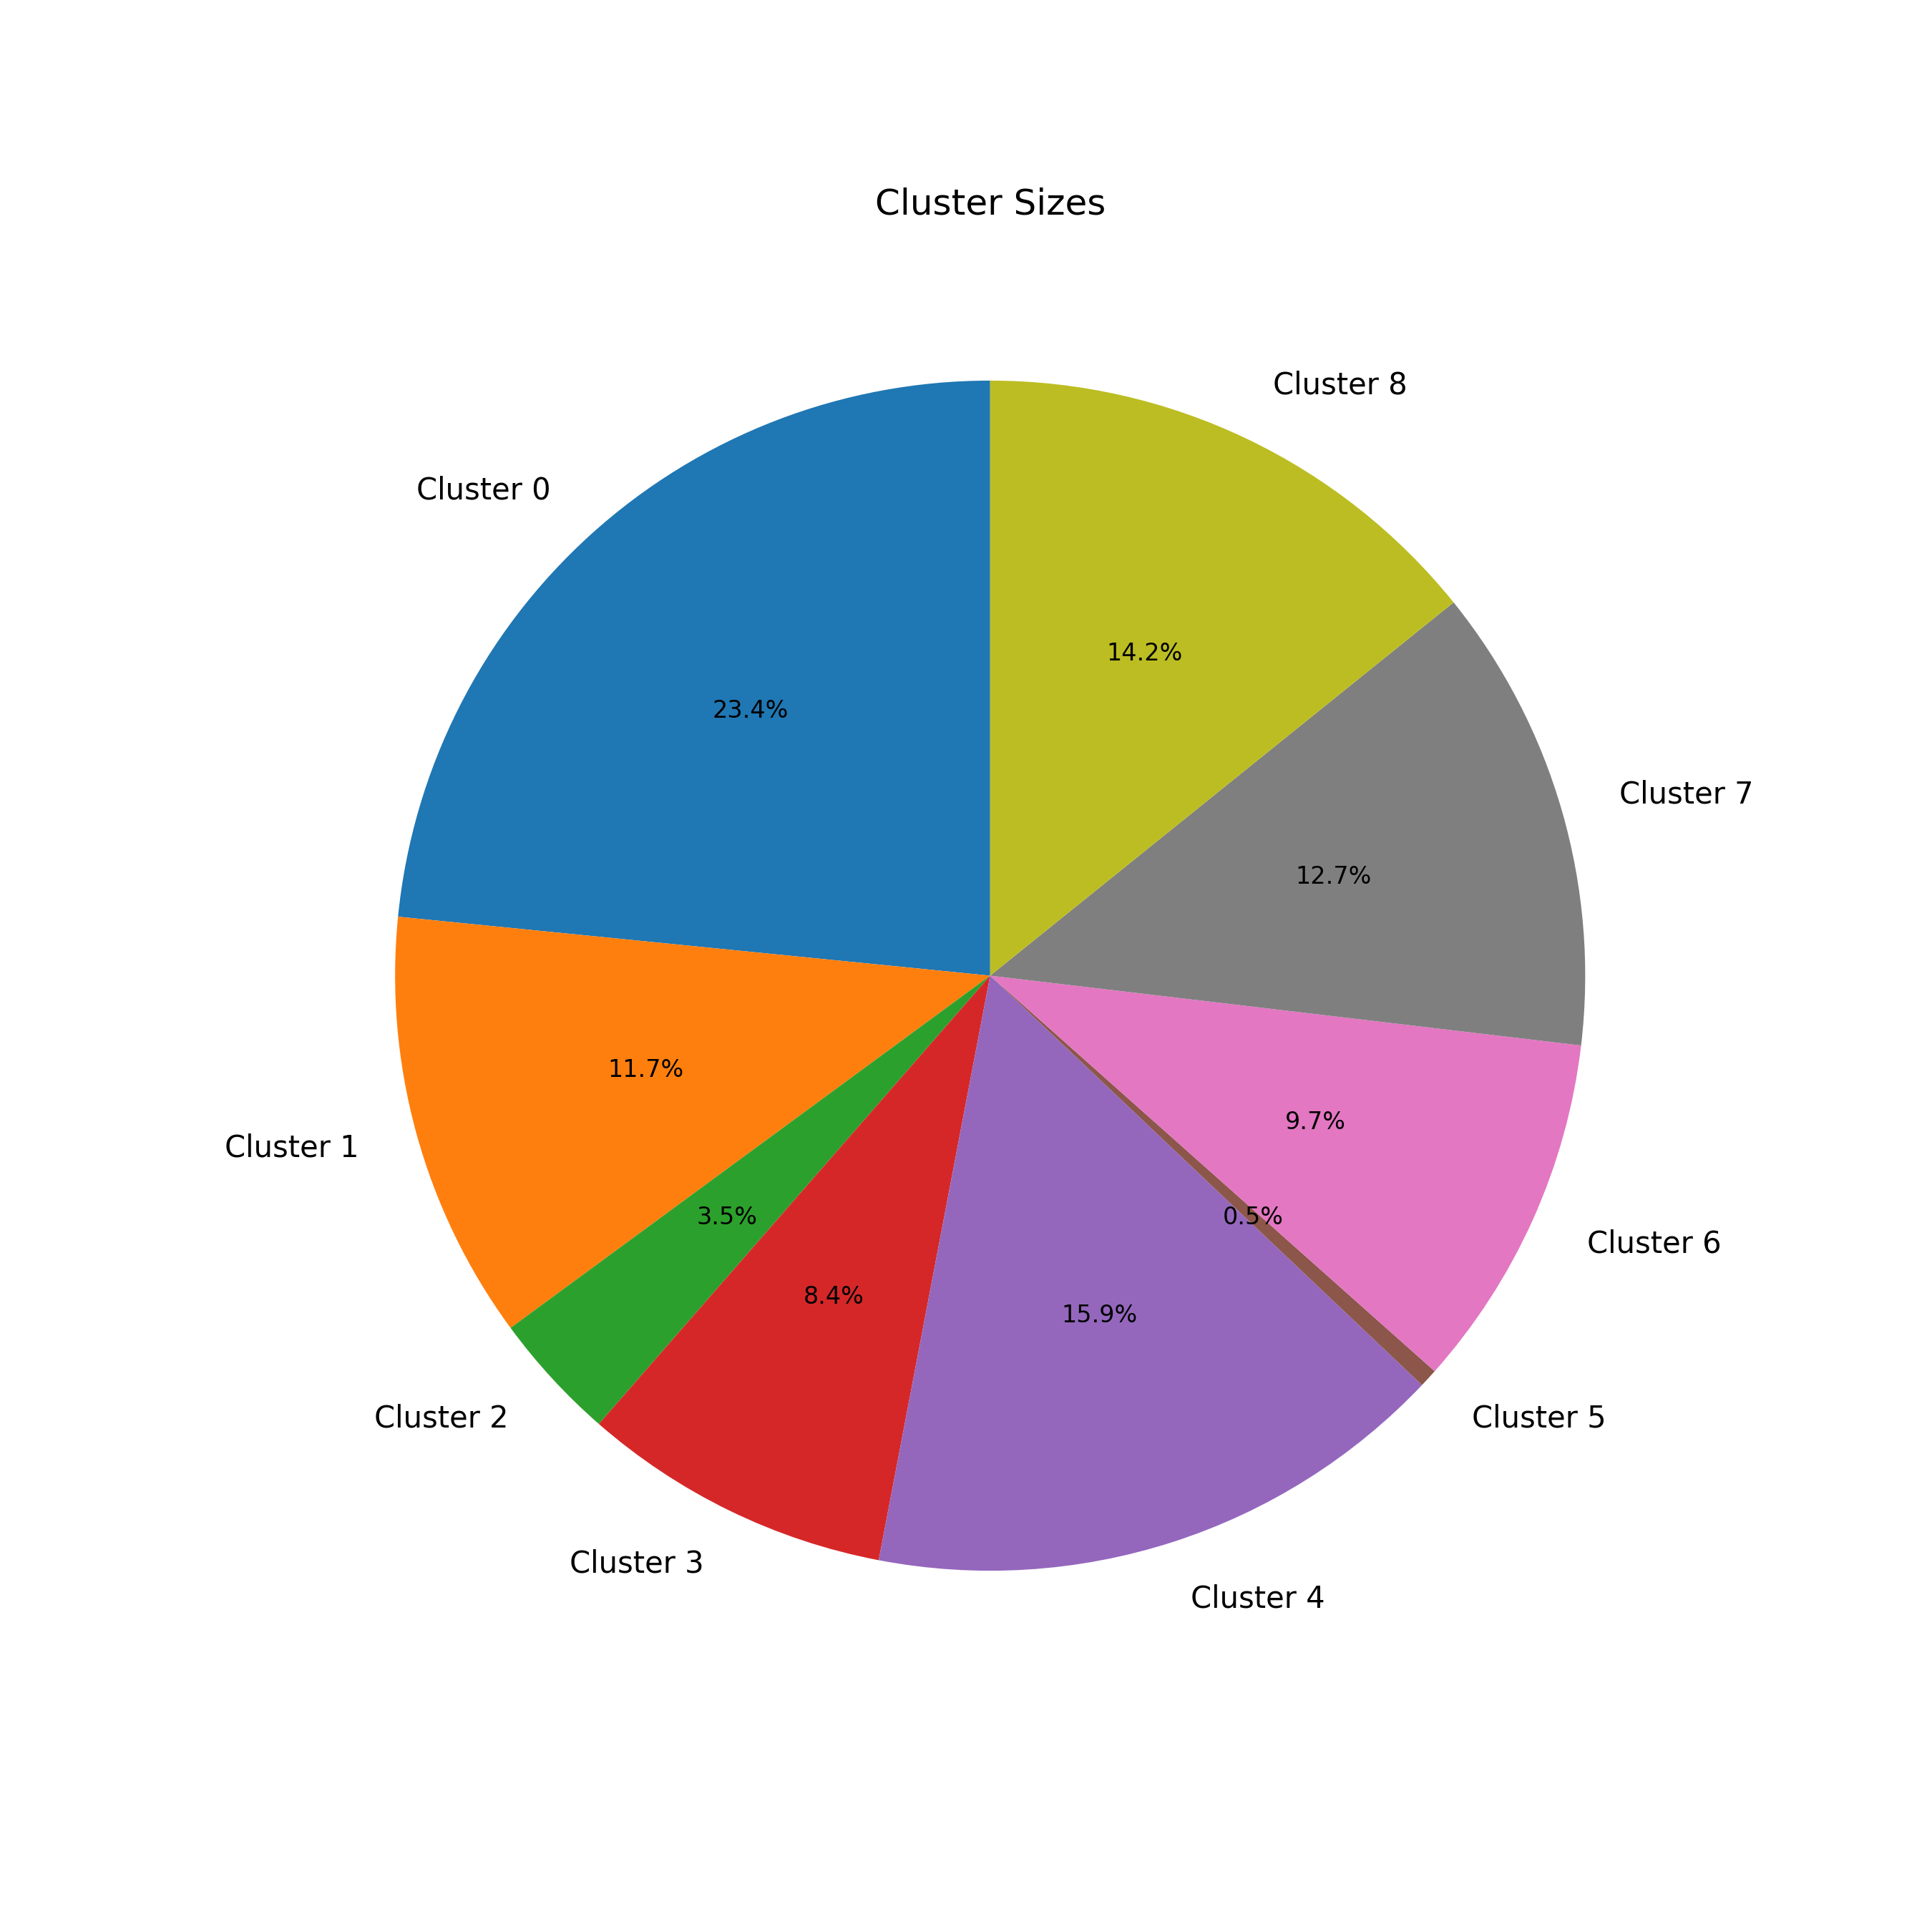 Cluster Sizes
Cluster 8
Cluster 0
14.2%
23.4%
Cluster 7
12.7%
11.7%
9.7%
Cluster 1
3.5%
0.5%
Cluster 6
8.4%
15.9%
Cluster 2
Cluster 5
Cluster 3
Cluster 4